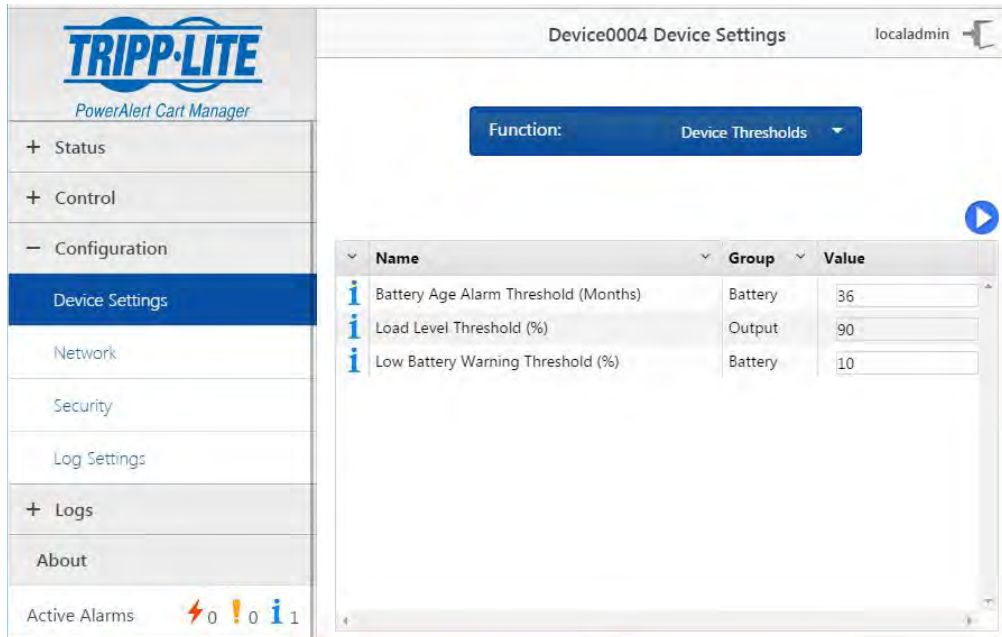 TRIPP·LITE
PowerAlert Cart Manager
Device0004 Device Settings
localadmin
+ Status
+ Control
− Configuration
Device Settings
Network
Security
Log Settings
+ Logs
About
Active Alarms 0 0 1
Function: Device Thresholds
Name Group Value
Battery Age Alarm Threshold (Months) Battery 36
Load Level Threshold (%) Output 90
Low Battery Warning Threshold (%) Battery 10